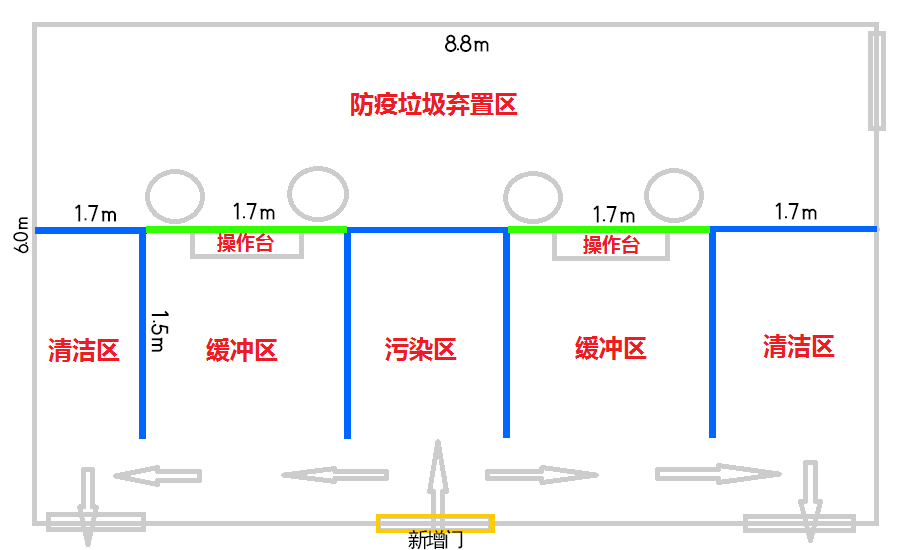 8.8m
防疫垃圾弃置区
1.7m
1.7m
1.7m
1.7m
6.0m
操作台
操作台
1.5m
清洁区
缓冲区
污染区
缓冲区
清洁区
新增门